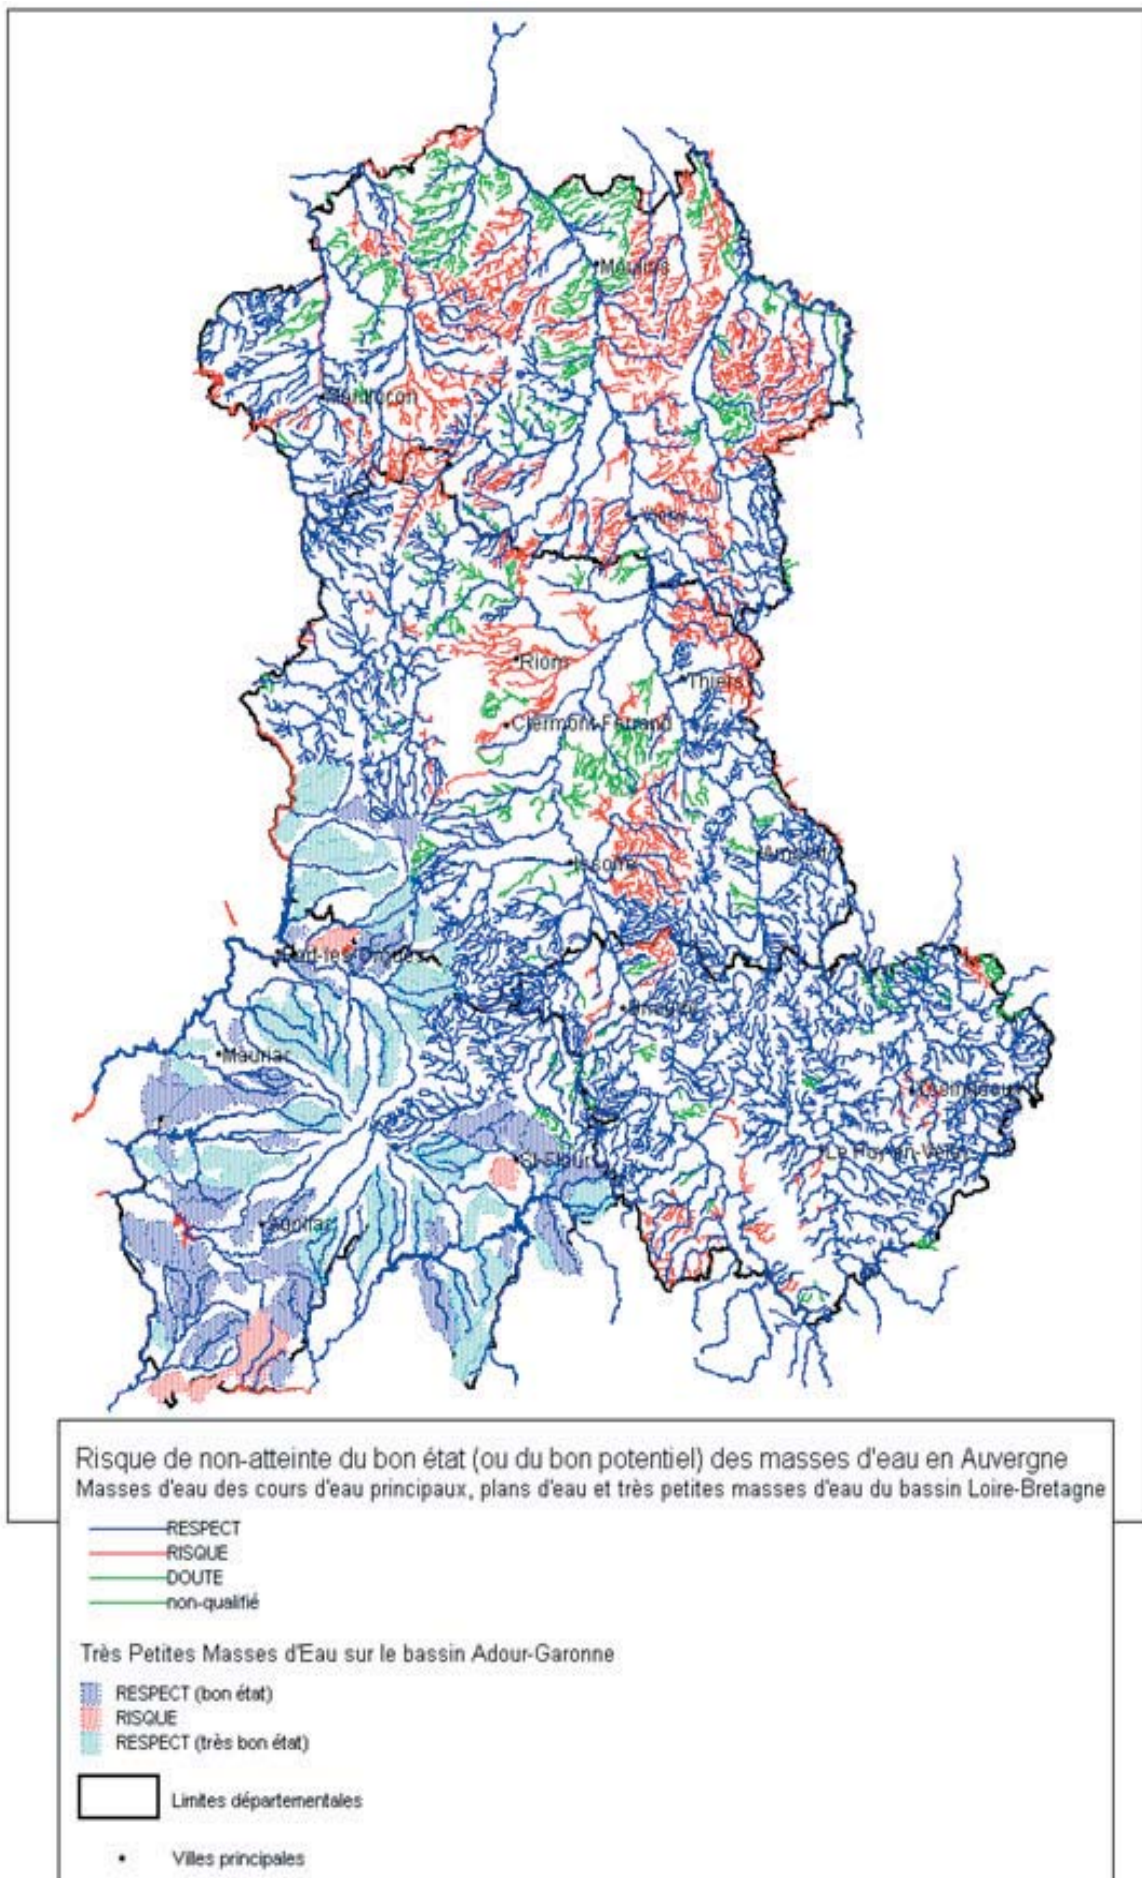 Moulins
Montluçon
Vichy
Riom
Thiers
Clermont-Ferrand
Ambert
Issoire
Mauriac
St-Flour
Le Puy-en-Velay
Aurillac
Risque de non-atteinte du bon état (ou du bon potentiel) des masses d'eau en Auvergne
Masses d'eau des cours d'eau principaux, plans d'eau et très petites masses d'eau du bassin Loire-Bretagne
RESPECT
RISQUE
DOUTE
non-qualifié
Très Petites Masses d'Eau sur le bassin Adour-Garonne
RESPECT (bon état)
RISQUE
RESPECT (très bon état)
Limites départementales
Villes principales